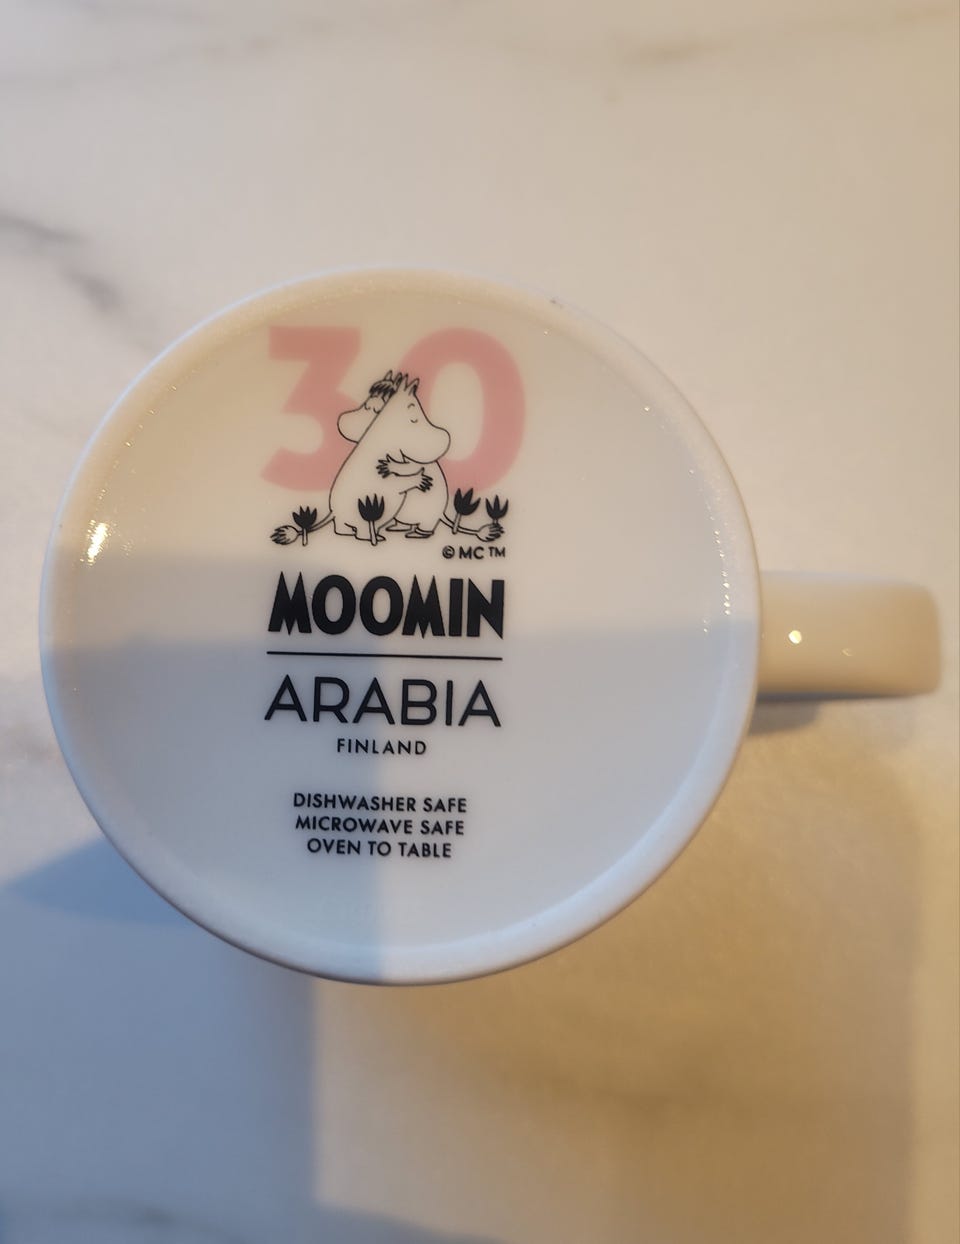 30
© MC ™
MOOMIN
ARABIA
FINLAND
DISHWASHER SAFE
MICROWAVE SAFE
OVEN TO TABLE